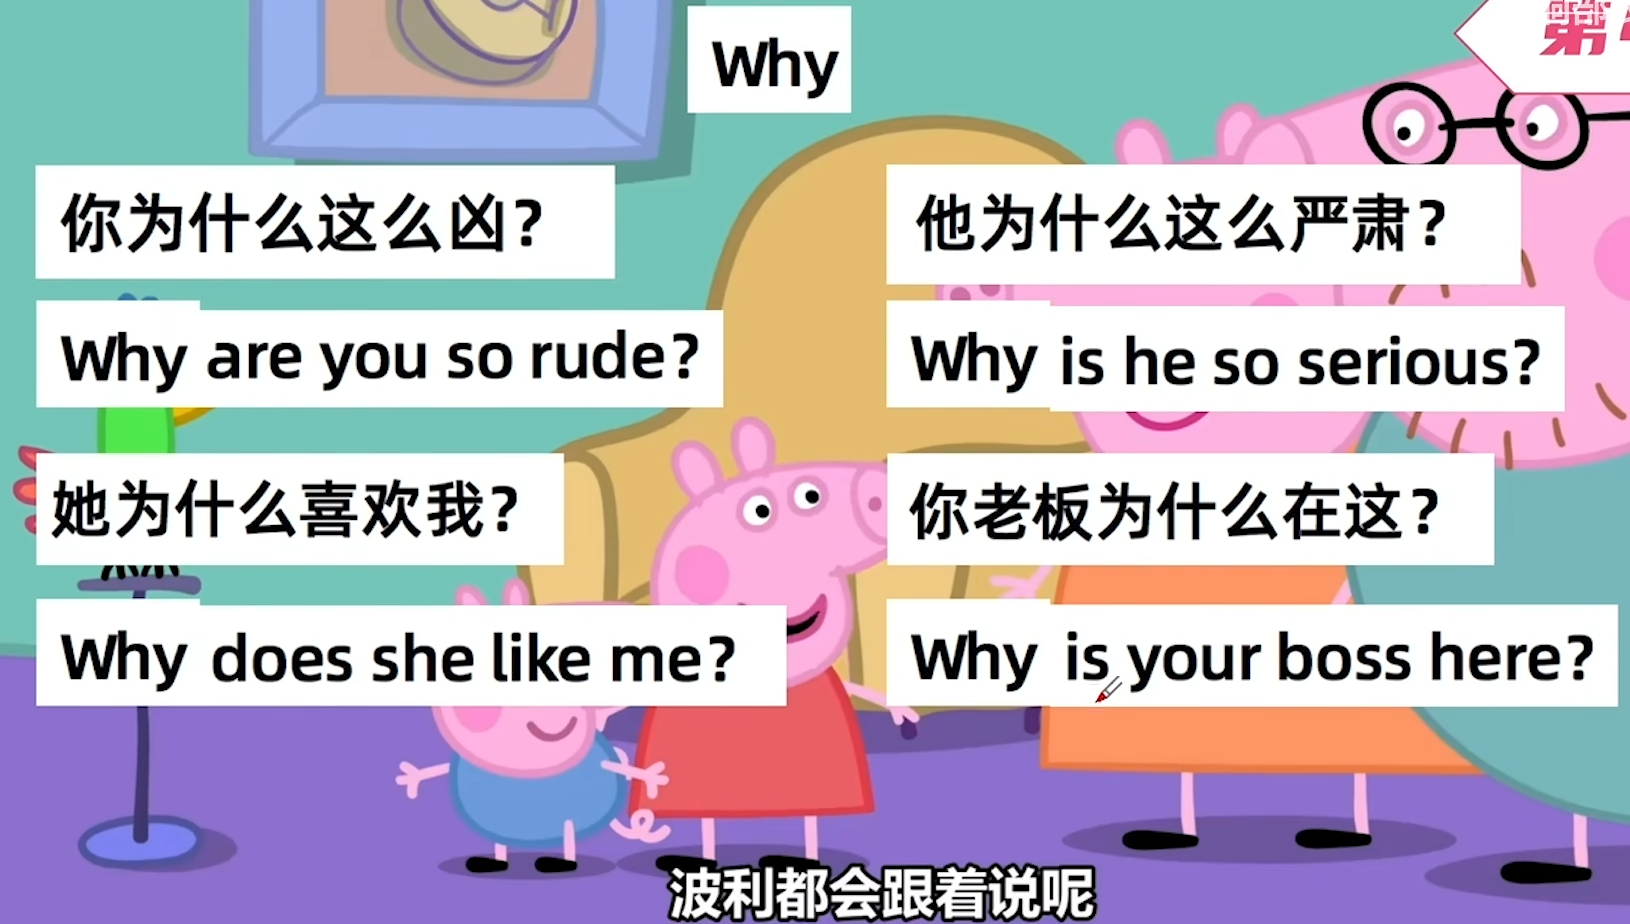 Why
第
你为什么这么凶?
他为什么这么严肃?
Why are you so rude?
Why is he so serious?
她为什么喜欢我?
你老板为什么在这?
Why does she like me?
Why is your boss here?
波利都会跟着说呢